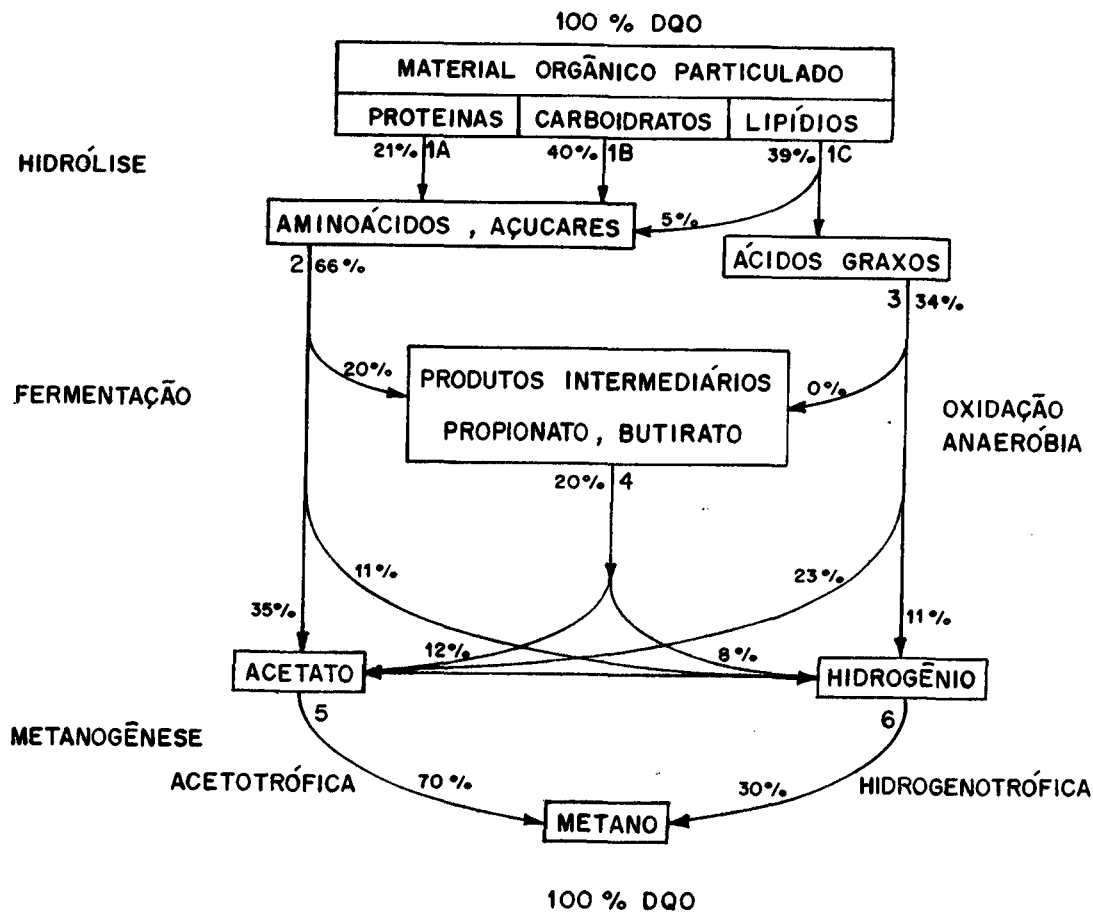 100 % DQO
MATERIAL ORGÂNICO PARTICULADO
PROTEINAS CARBOIDRATOS LIPÍDIOS
21% 1A 40% 1B 39% 1C
HIDRÓLISE
AMINOÁCIDOS , AÇUCARES 5%
ÁCIDOS GRAXOS
2 66%
3 34%
FERMENTAÇÃO
20%
PRODUTOS INTERMEDIÁRIOS
PROPIONATO, BUTIRATO
0%
OXIDAÇÃO
ANAERÓBIA
20% 4
11% 23%
35% 11%
12% 8%
ACETATO HIDROGÊNIO
5 6
METANOGÊNESE
ACETOTRÓFICA 70% 30% HIDROGENOTRÓFICA
METANO
100 % DQO